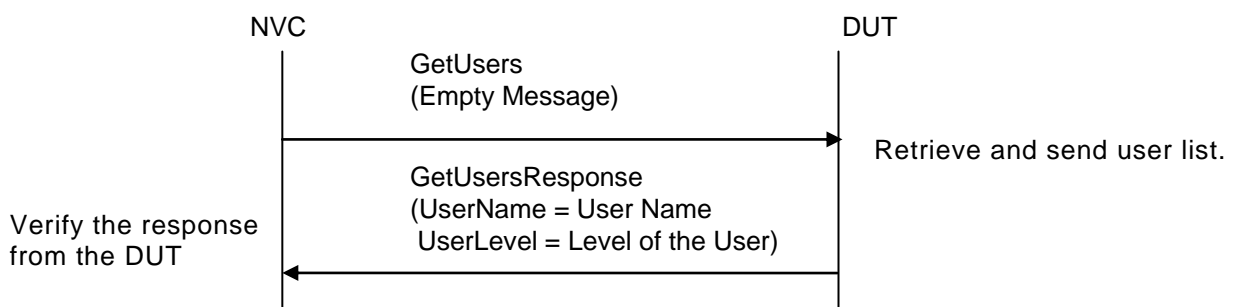 NVC
DUT
GetUsers
(Empty Message)
Retrieve and send user list.
GetUsersResponse
(UserName = User Name
UserLevel = Level of the User)
Verify the response
from the DUT